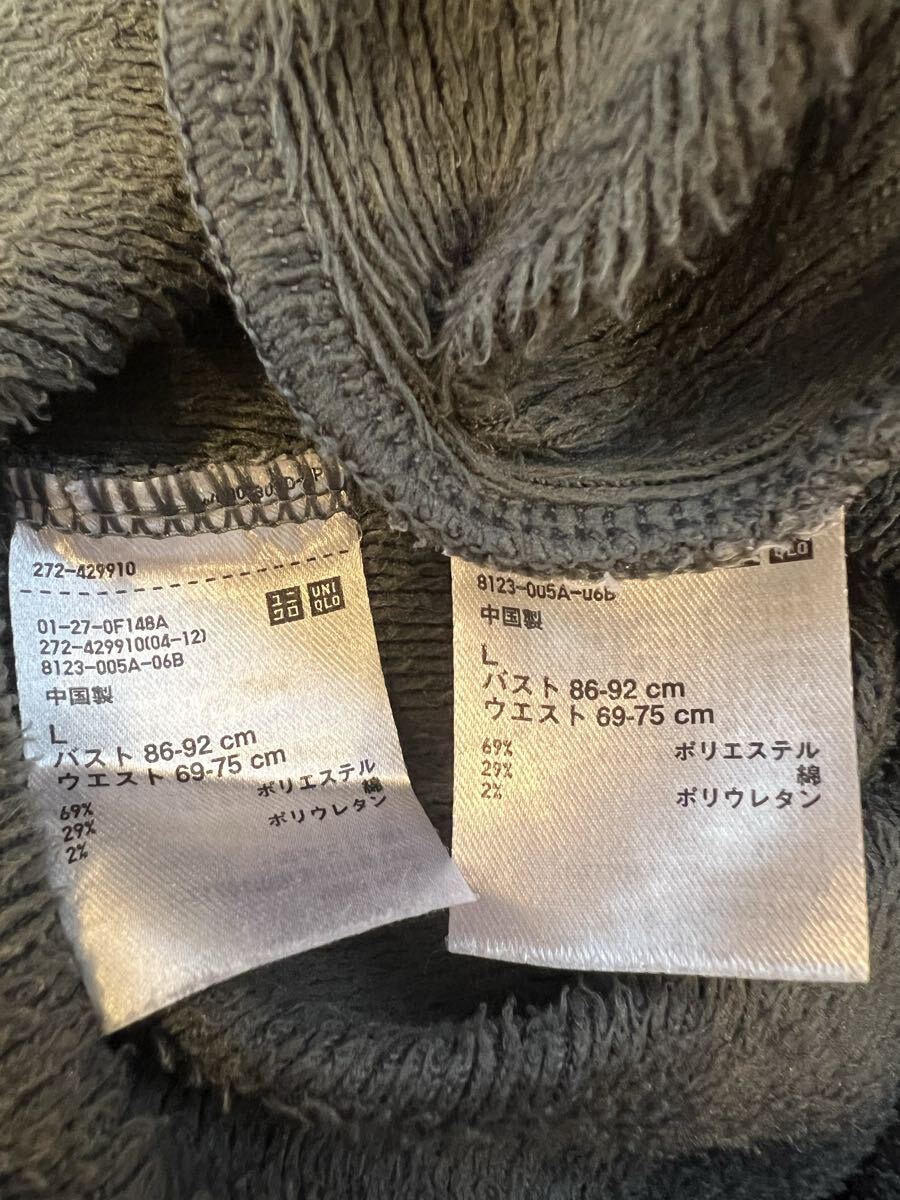 272-429910
ユニ
クロ
UNI
QLO
01-27-0F148A
272-429910(04-12)
8123-005A-06B
中国製
L
バスト 86-92 cm
ウエスト 69-75 cm
69% ポリエステル
29% 綿
2% ポリウレタン
QLO
8123-005A-06B
中国製
L
バスト 86-92 cm
ウエスト 69-75 cm
69% ポリエステル
29% 綿
2% ポリウレタン